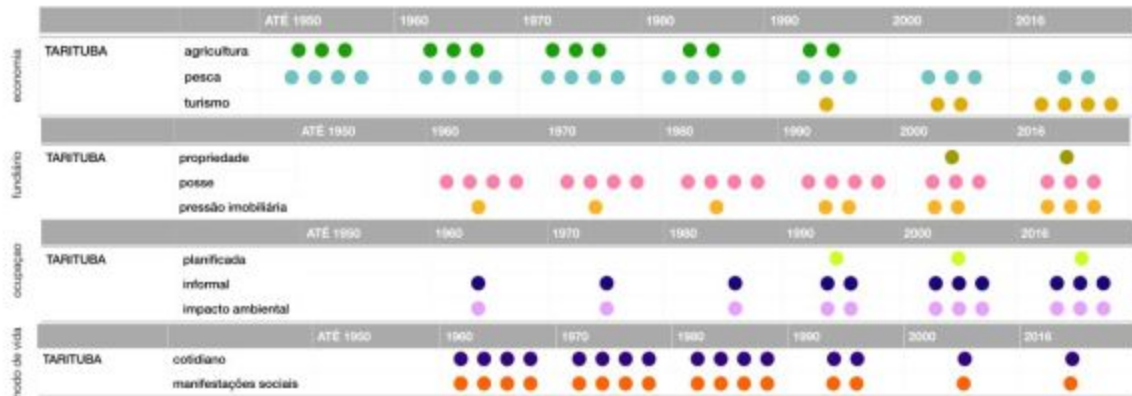 ATÉ 1950 1960 1970 1980 1990 2000 2016
economia
TARITUBA agricultura
pesca
turismo
ATÉ 1950 1960 1970 1980 1990 2000 2016
fundiário
TARITUBA propriedade
posse
pressão imobiliária
ATÉ 1950 1960 1970 1980 1990 2000 2016
ocupaçao
TARITUBA planificada
informal
impacto ambiental
ATÉ 1950 1960 1970 1980 1990 2000 2016
modo de vida
TARITUBA cotidiano
manifestações sociais